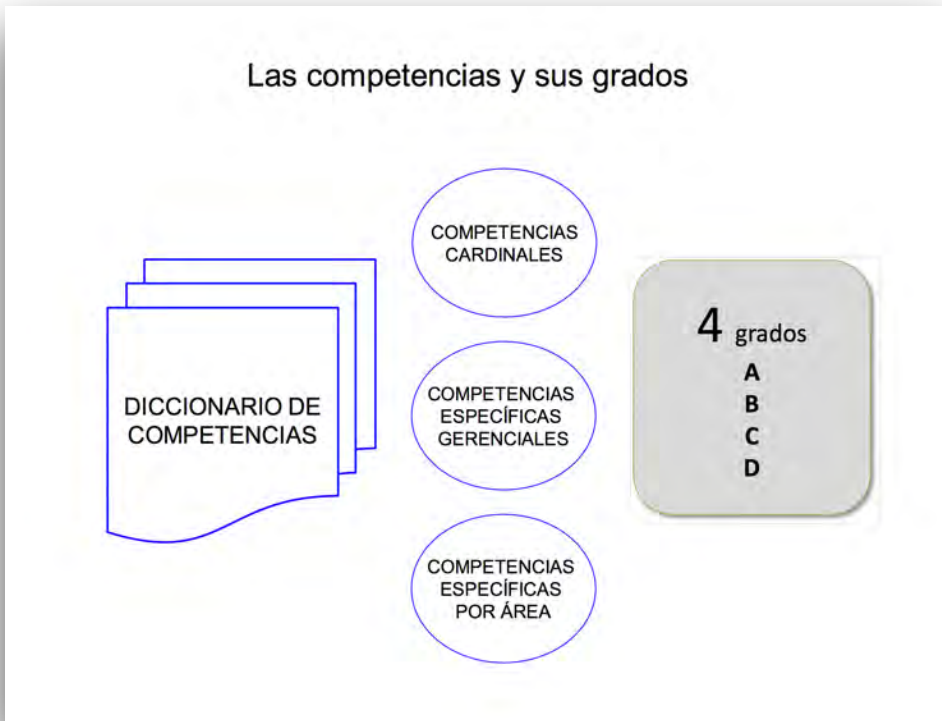 Las competencias y sus grados
DICCIONARIO DE
COMPETENCIAS
COMPETENCIAS
CARDINALES
COMPETENCIAS
ESPECÍFICAS
GERENCIALES
COMPETENCIAS
ESPECÍFICAS
POR ÁREA
4 grados
A
B
C
D